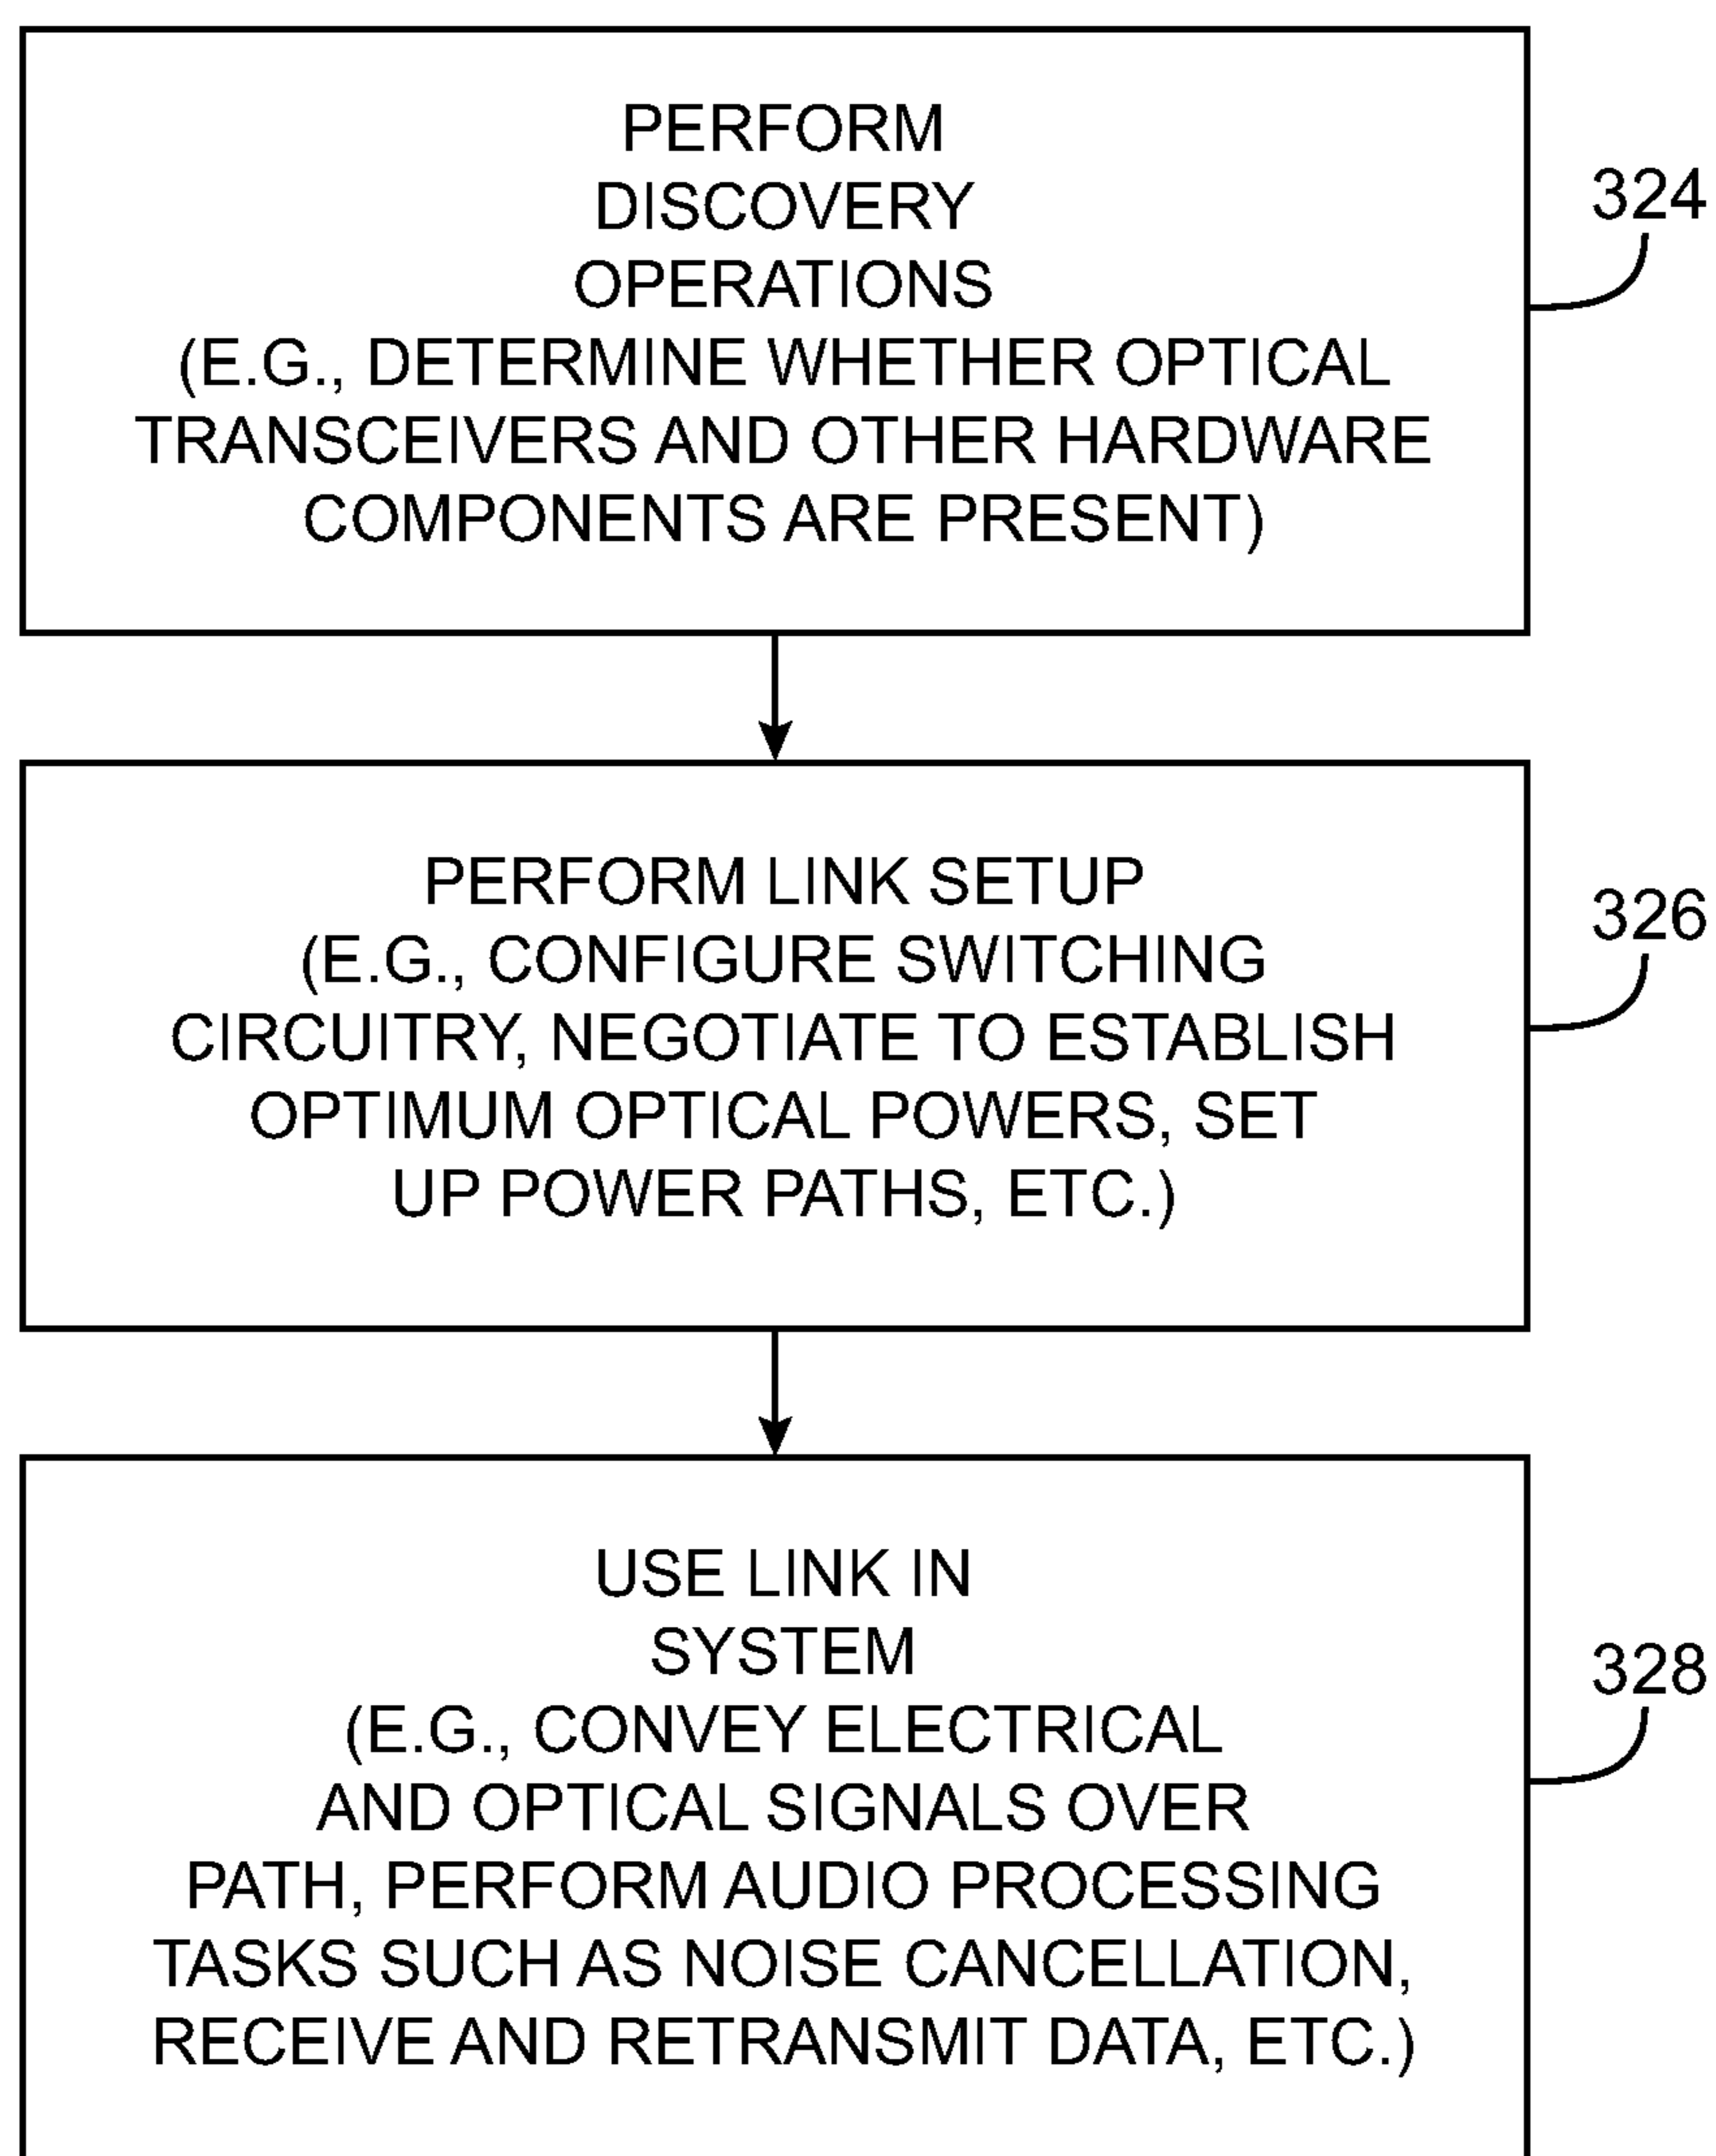 PERFORM
DISCOVERY
OPERATIONS
(E.G., DETERMINE WHETHER OPTICAL
TRANSCEIVERS AND OTHER HARDWARE
COMPONENTS ARE PRESENT)
324
PERFORM LINK SETUP
(E.G., CONFIGURE SWITCHING
CIRCUITRY, NEGOTIATE TO ESTABLISH
OPTIMUM OPTICAL POWERS, SET
UP POWER PATHS, ETC.)
326
USE LINK IN
SYSTEM
(E.G., CONVEY ELECTRICAL
AND OPTICAL SIGNALS OVER
PATH, PERFORM AUDIO PROCESSING
TASKS SUCH AS NOISE CANCELLATION,
RECEIVE AND RETRANSMIT DATA, ETC.)
328